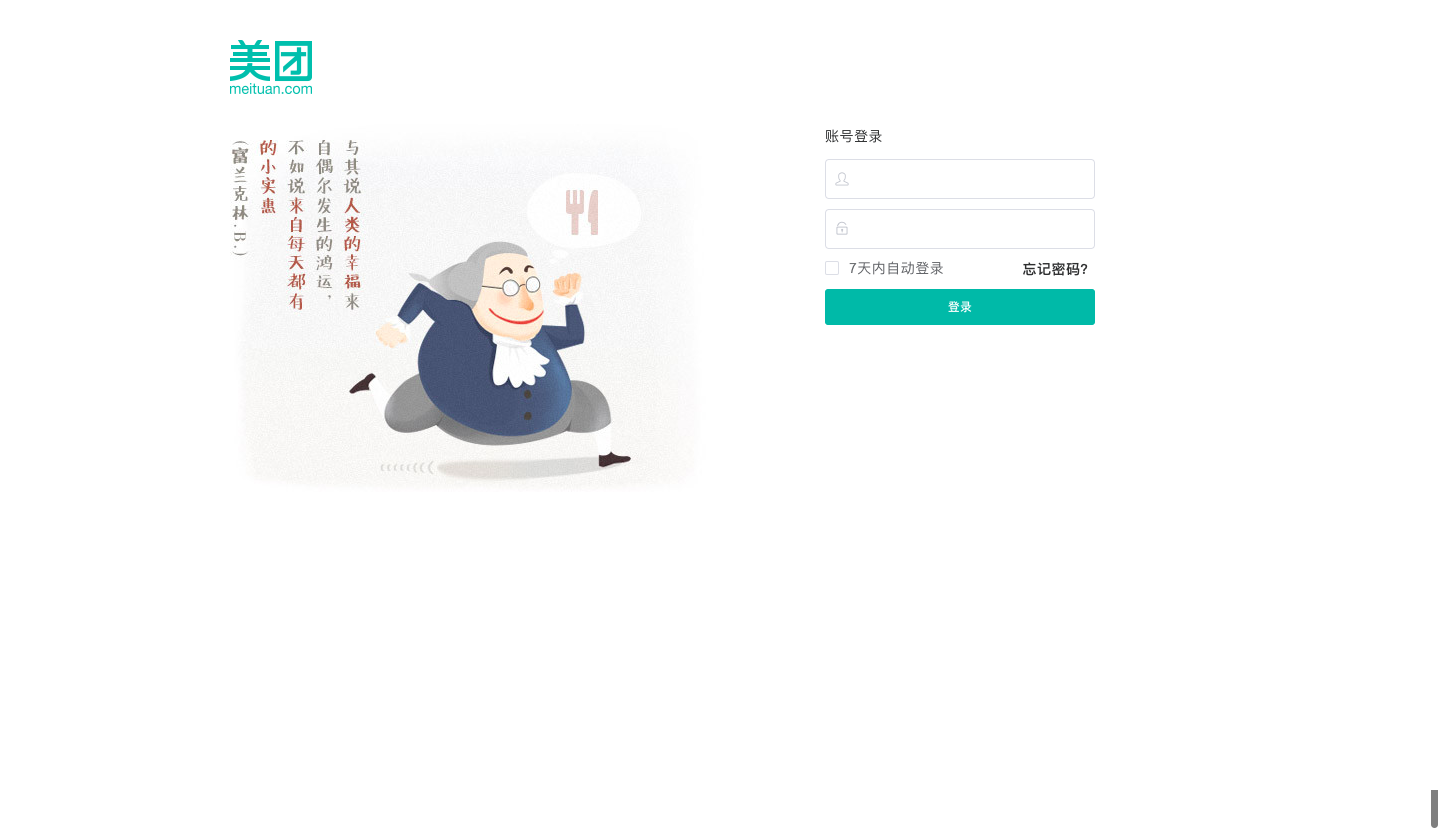 美团
meituan.com
与其说人类的幸福来
自偶尔发生的鸿运，
不如说来自每天都有
的小实惠
(富兰克林.B.)
账号登录
7天内自动登录
忘记密码?
登录